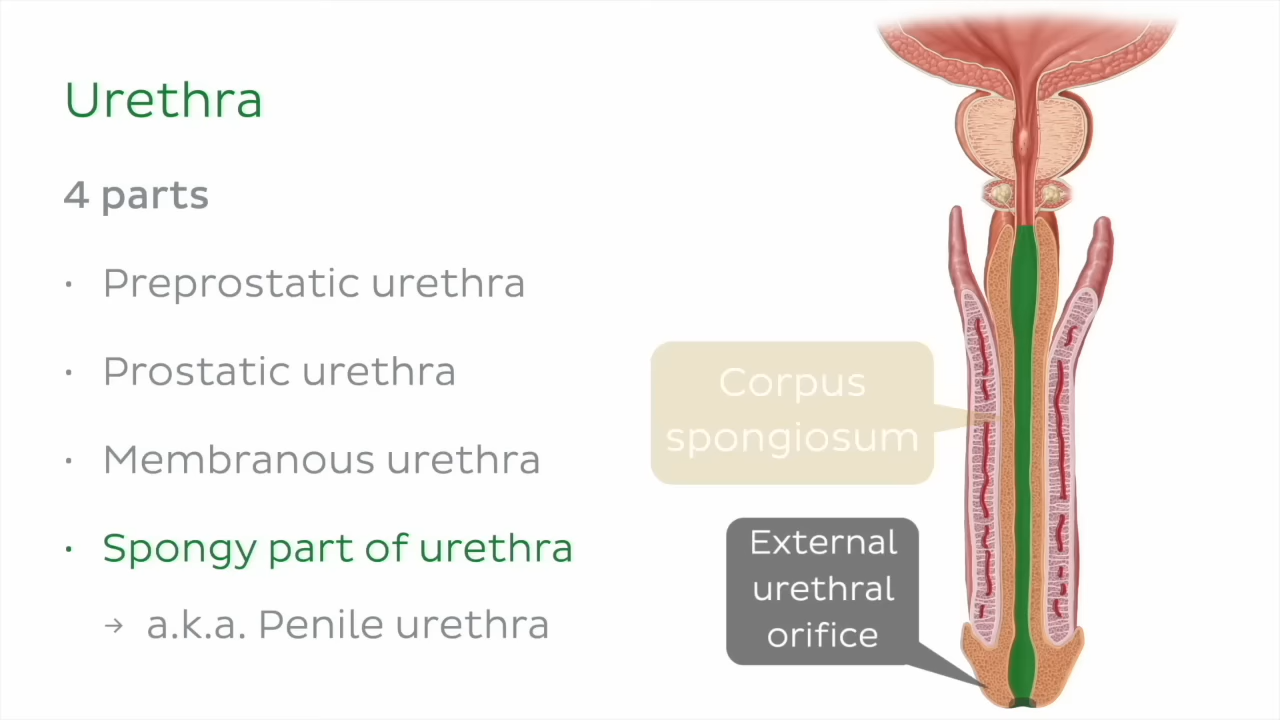 Urethra
4 parts
· Preprostatic urethra
· Prostatic urethra
· Membranous urethra
· Spongy part of urethra
→ a.k.a. Penile urethra
Corpus
spongiosum
External
urethral
orifice